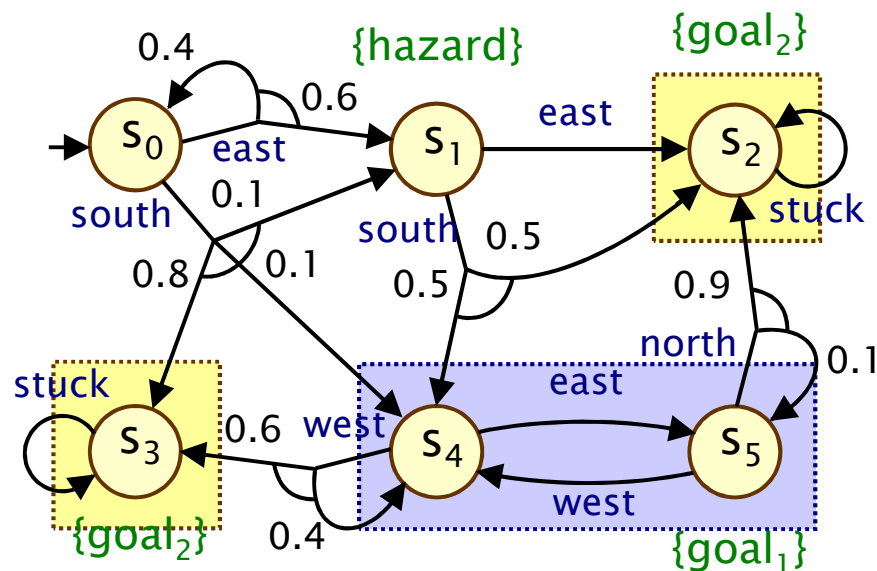 {goal₂}
{hazard}
0.4
0.6
east
s₀
s₁
s₂
east
0.1
south
south
0.5
stuck
0.8
0.1
0.5
0.9
north
stuck
east
0.1
0.6
west
s₃
s₄
s₅
west
0.4
{goal₂}
{goal₁}